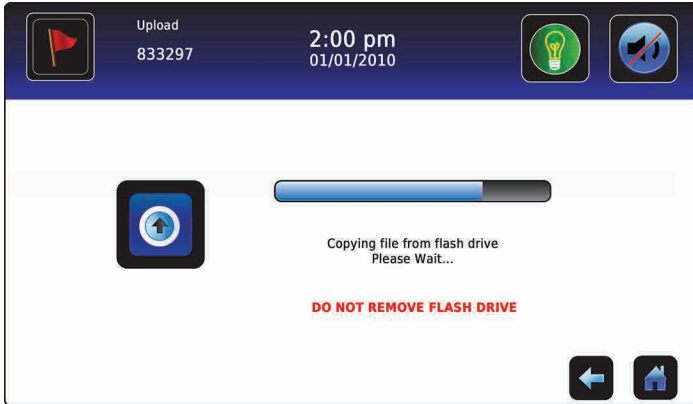 Upload
833297
2:00 pm
01/01/2010
Copying file from flash drive
Please Wait...
DO NOT REMOVE FLASH DRIVE